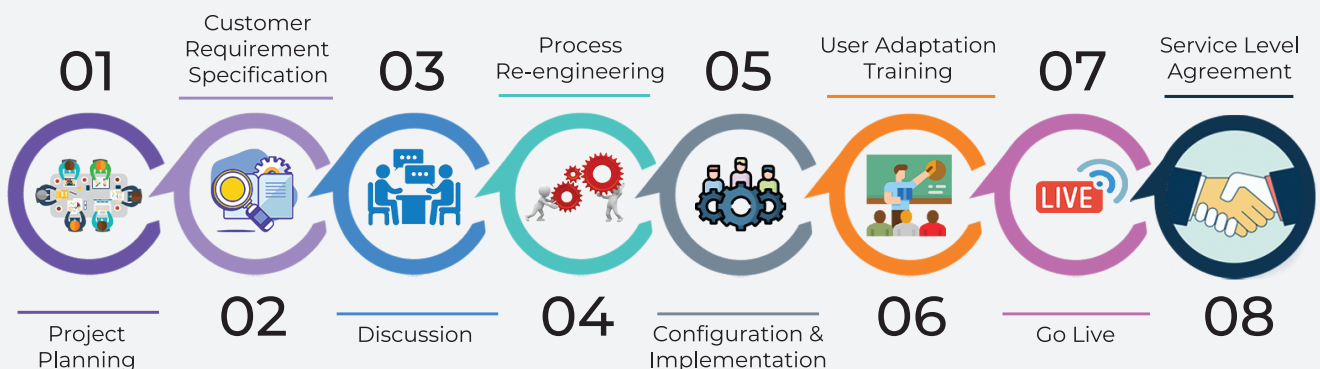 01
Project
Planning
Customer
Requirement
Specification
02
03
Discussion
Process
Re-engineering
04
05
Configuration &
Implementation
User Adaptation
Training
06
07
LIVE
Go Live
Service Level
Agreement
08